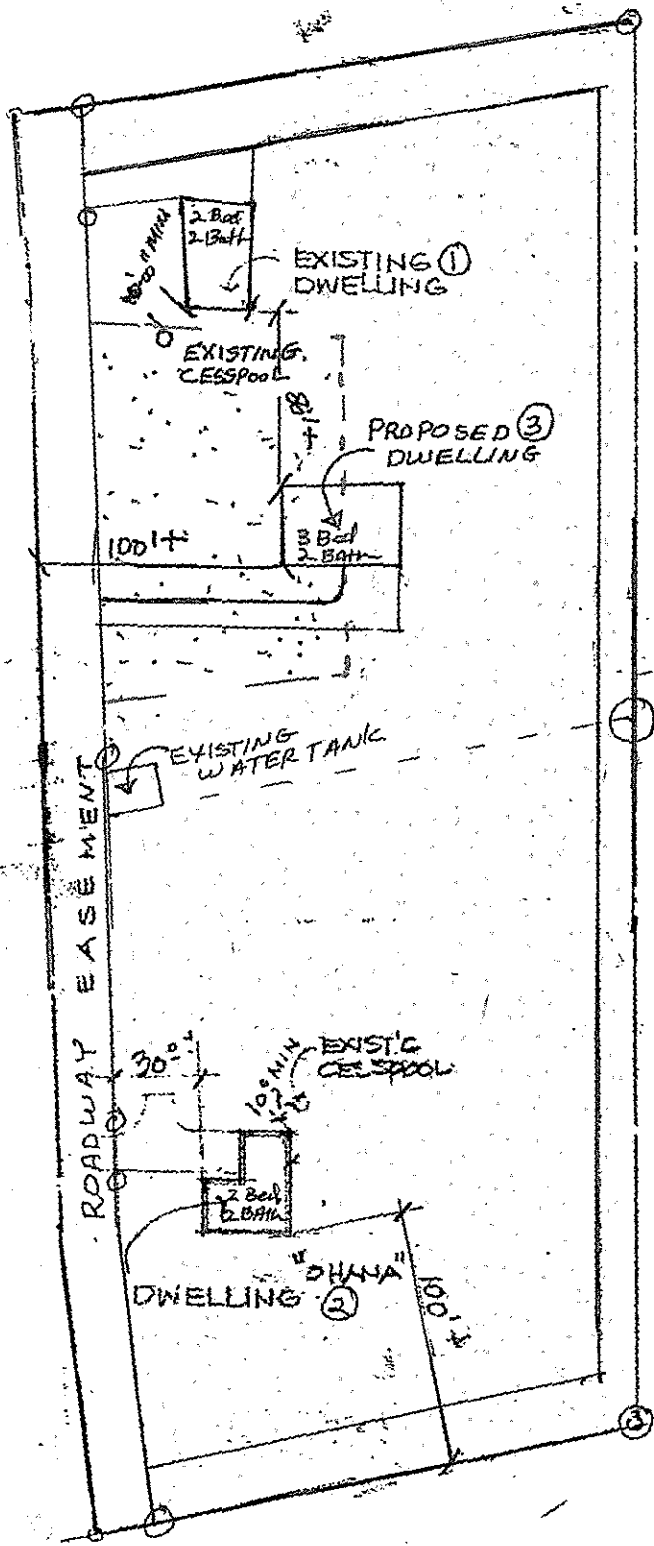 2 Bed
2 Bath
EXISTING ①
DWELLING
EXISTING
CESSPOOL
PROPOSED ③
DWELLING
100'±
3 Bed
2 BATH
EXISTING
WATER TANK
ROADWAY EASEMENT
30'
10' MIN
EXIST'G
CESSPOOL
2 Bed
2 BATH
"OHANA"
DWELLING ②
100'±
③